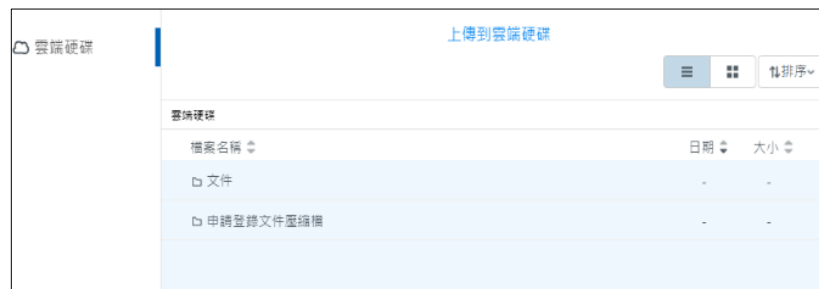 雲端硬碟
上傳到雲端硬碟
排序
雲端硬碟
檔案名稱 日期 大小
文件 - -
申請登錄文件壓縮檔 - -